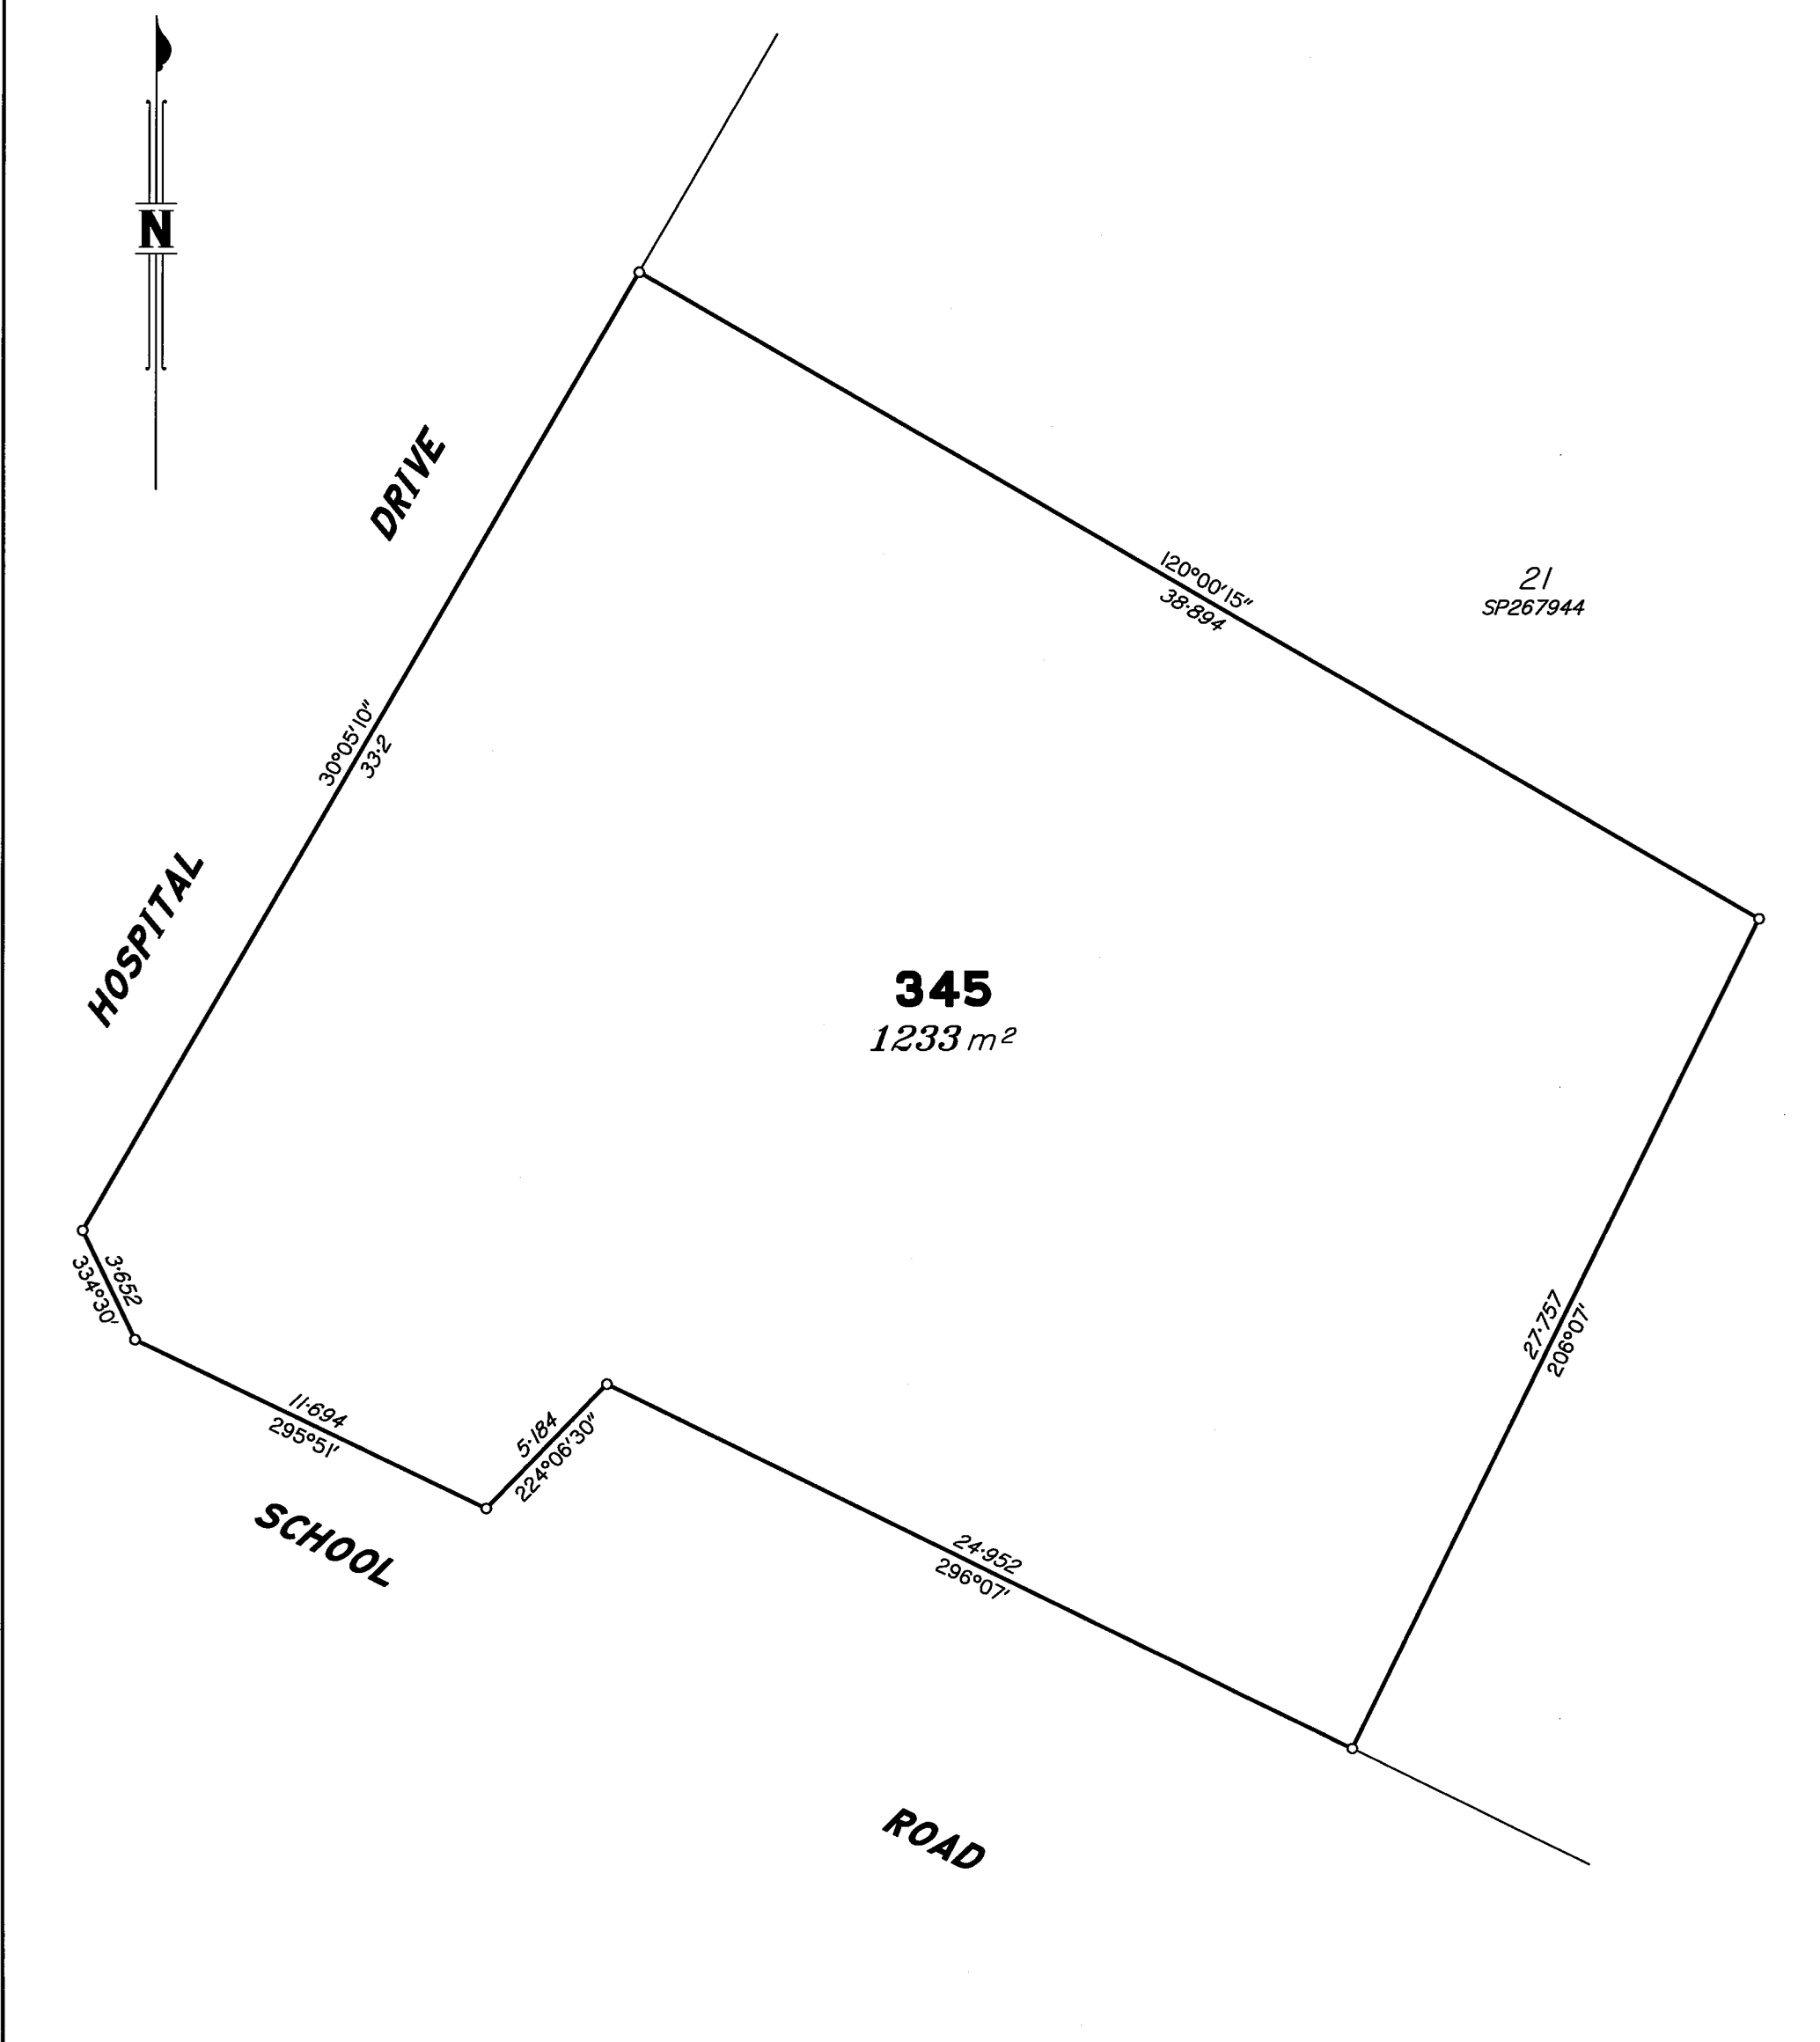 N
DRIVE
120°00'15"
38·894
21
SP267944
30°05'10"
33·2
HOSPITAL
345
1233 m²
3·652
334°30'
27·757
206°07'
11·694
295°51'
5·184
224°06'30"
SCHOOL
24·952
296°07'
ROAD